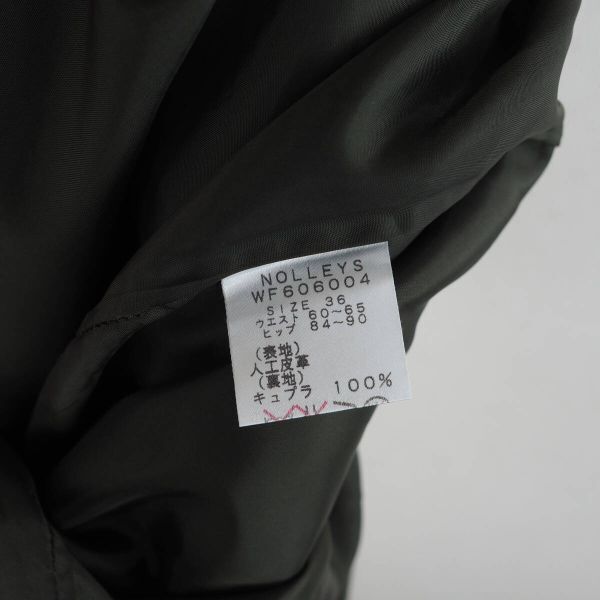 NOLLEYS
WF606004
SIZE 36
ウエスト 60～65
ヒップ 84～90
(表地)
人工皮革
(裏地)
キュプラ 100%